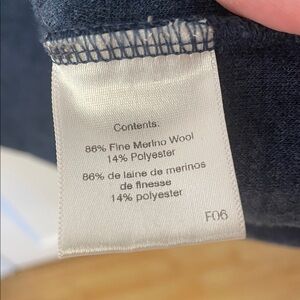 Contents:
86% Fine Merino Wool
14% Polyester
86% de laine de merinos
de finesse
14% polyester
F06